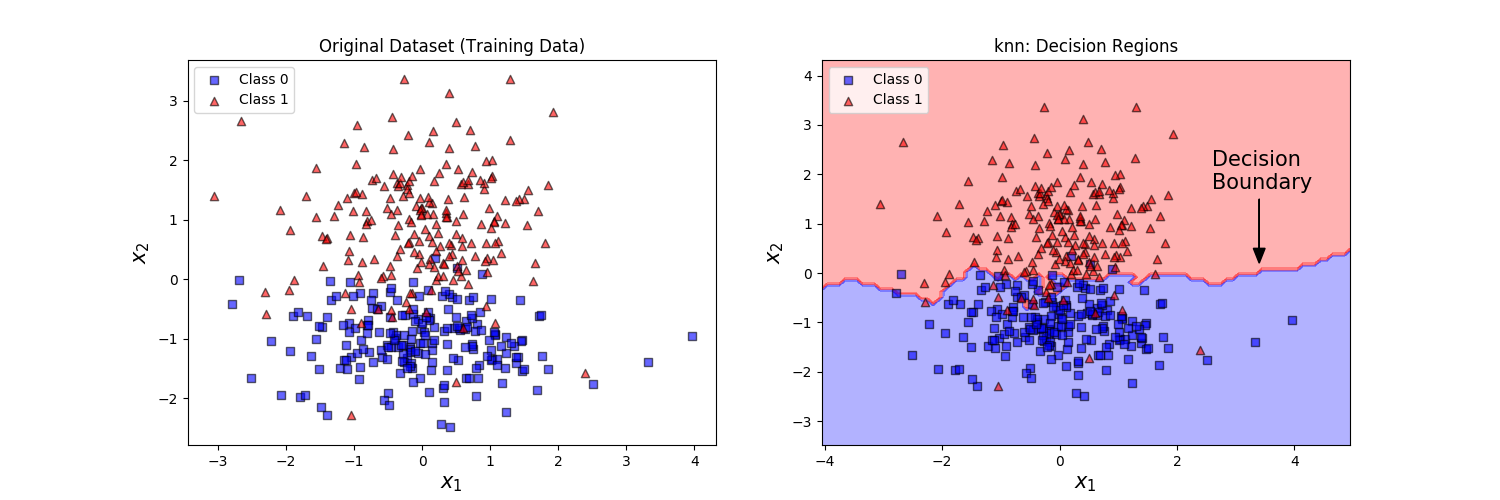 Original Dataset (Training Data)
Class 0
Class 1
3
2
1
0
−1
−2
x₂
−3
−2
−1
0
1
2
3
4
x₁
knn: Decision Regions
Class 0
Class 1
Decision
Boundary
4
3
2
1
0
−1
−2
−3
x₂
−4
−2
0
2
4
x₁